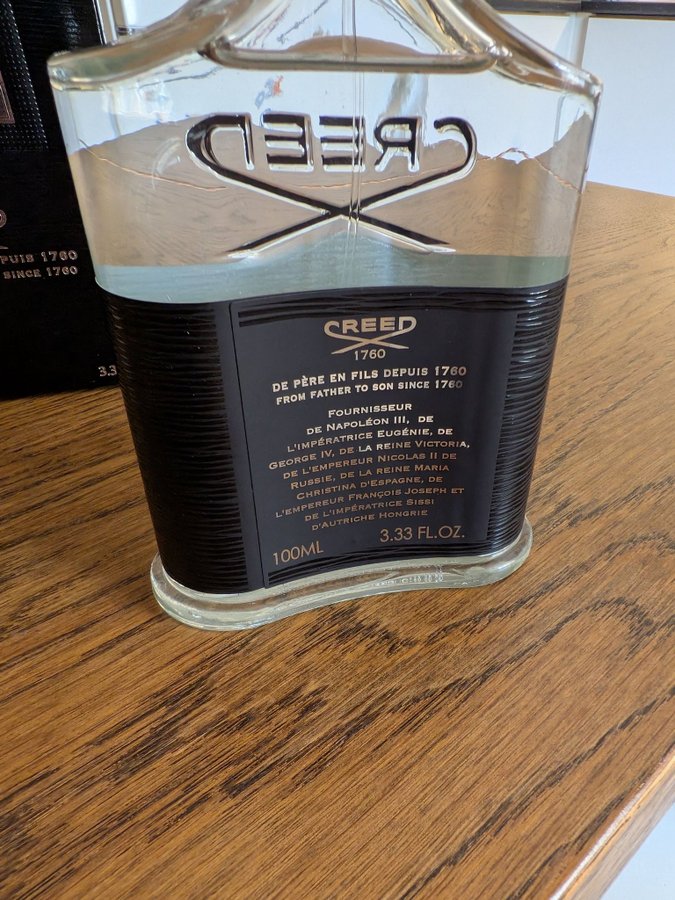 CREED
PUIS 1760
SINCE 1760
3.3
CREED
1760
DE PÈRE EN FILS DEPUIS 1760
FROM FATHER TO SON SINCE 1760
FOURNISSEUR
DE NAPOLÉON III, DE
L'IMPÉRATRICE EUGÉNIE, DE
GEORGE IV, DE LA REINE VICTORIA,
DE L'EMPEREUR NICOLAS II DE
RUSSIE, DE LA REINE MARIA
CHRISTINA D'ESPAGNE, DE
L'EMPEREUR FRANÇOIS JOSEPH ET
DE L'IMPÉRATRICE SISSI
D'AUTRICHE HONGRIE
100ML 3.33 FL.OZ.